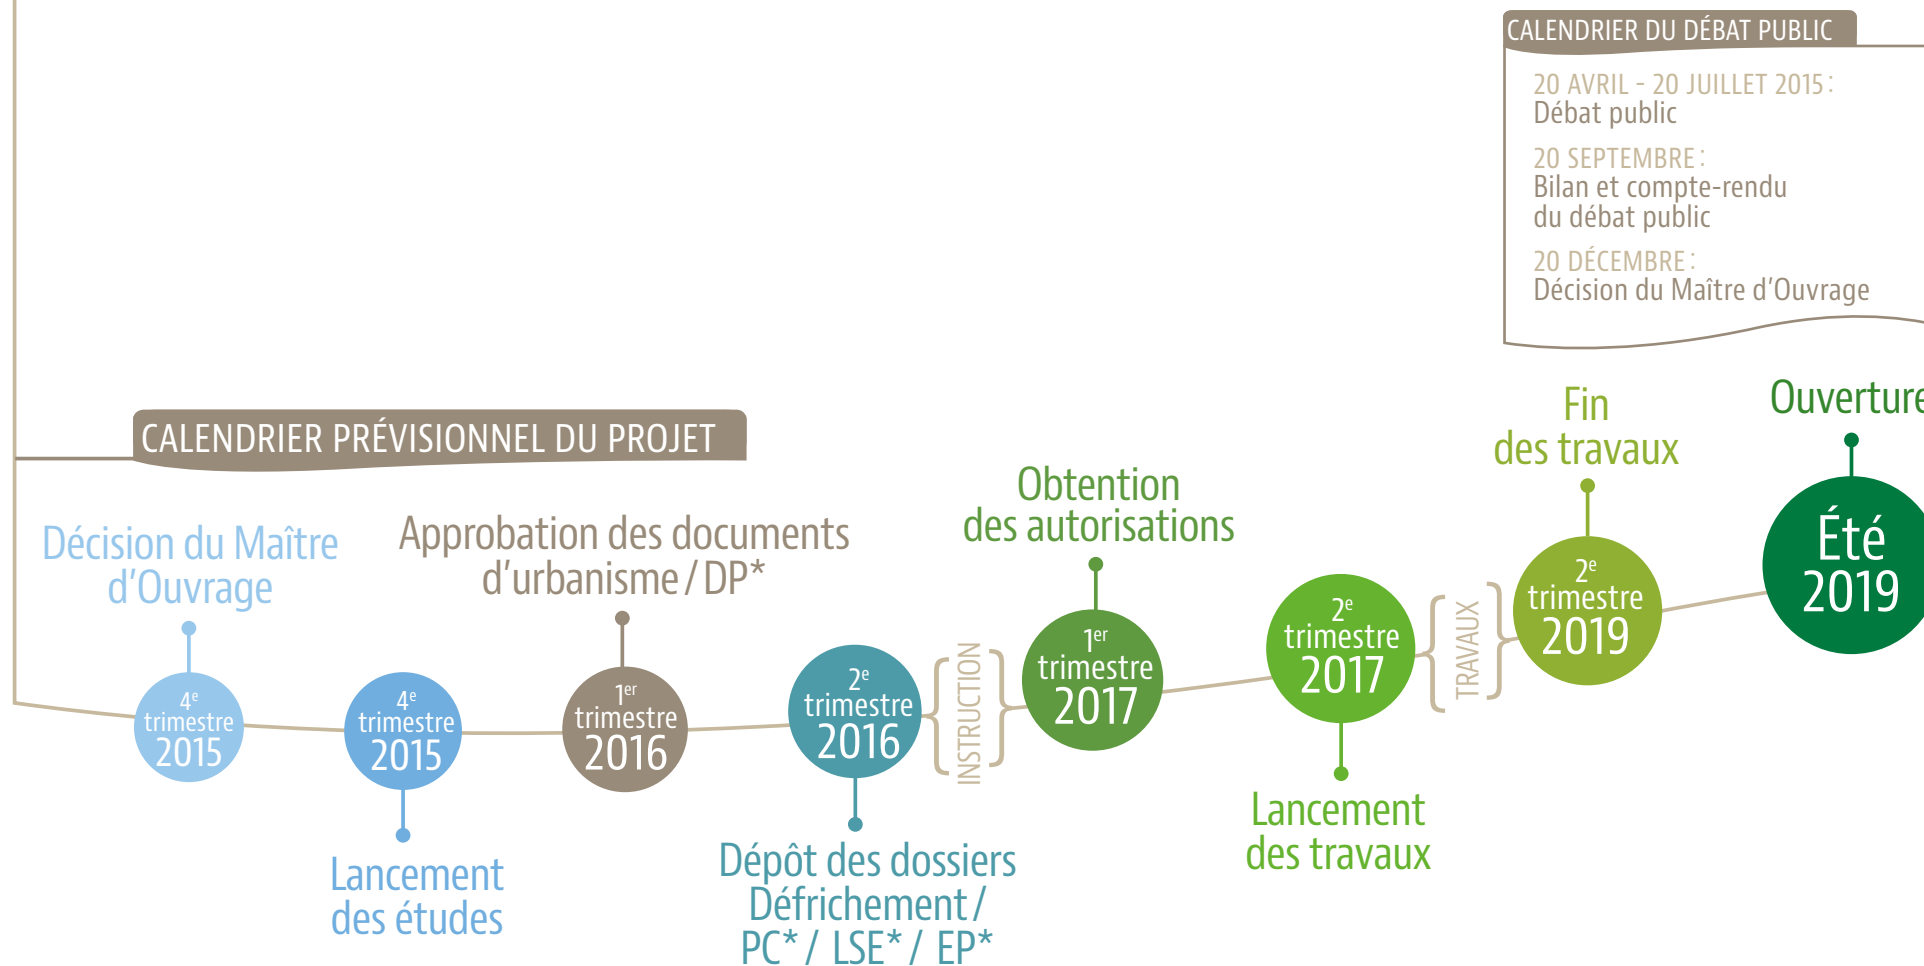 CALENDRIER DU DÉBAT PUBLIC
20 AVRIL - 20 JUILLET 2015 :
Débat public
20 SEPTEMBRE :
Bilan et compte-rendu
du débat public
20 DÉCEMBRE :
Décision du Maître d'Ouvrage
CALENDRIER PRÉVISIONNEL DU PROJET
Décision du Maître
d'Ouvrage
4e
trimestre
2015
4e
trimestre
2015
Lancement
des études
Approbation des documents
d'urbanisme / DP*
1er
trimestre
2016
2e
trimestre
2016
Dépôt des dossiers
Défrichement /
PC* / LSE* / EP*
INSTRUCTION
Obtention
des autorisations
1er
trimestre
2017
2e
trimestre
2017
Lancement
des travaux
TRAVAUX
Fin
des travaux
2e
trimestre
2019
Ouverture
Été
2019